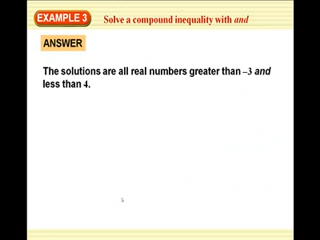 EXAMPLE 3 Solve a compound inequality with and
ANSWER
The solutions are all real numbers greater than –3 and
less than 4.